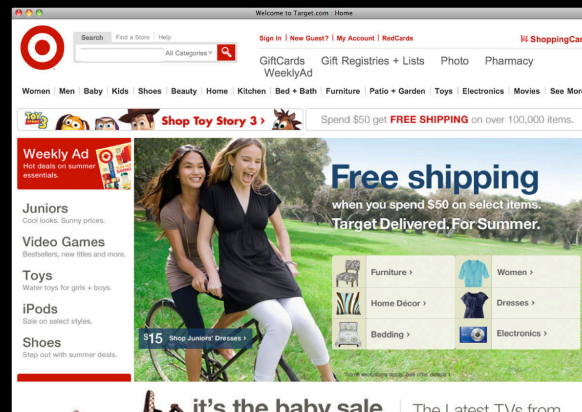 Welcome to Target.com : Home
Search | Find a Store | Help
All Categories
Sign In | New Guest? | My Account | RedCards
ShoppingCar
GiftCards Gift Registries + Lists Photo Pharmacy
WeeklyAd
Women | Men | Baby | Kids | Shoes | Beauty | Home | Kitchen | Bed + Bath | Furniture | Patio + Garden | Toys | Electronics | Movies | See More
Toy Story 3
Shop Toy Story 3 >
Spend $50 get FREE SHIPPING on over 100,000 items.
Weekly Ad
Hot deals on summer
essentials.
Juniors
Cool looks. Sunny prices.
Video Games
Bestsellers, new titles and more.
Toys
Water toys for girls + boys.
iPods
Sale on select styles.
Shoes
Step out with summer deals.
Free shipping
when you spend $50 on select items.
Target Delivered. For Summer.
Furniture >
Women >
Home Décor >
Dresses >
Bedding >
Electronics >
$15 Shop Juniors' Dresses >
it's the baby sale
The Latest TVs from